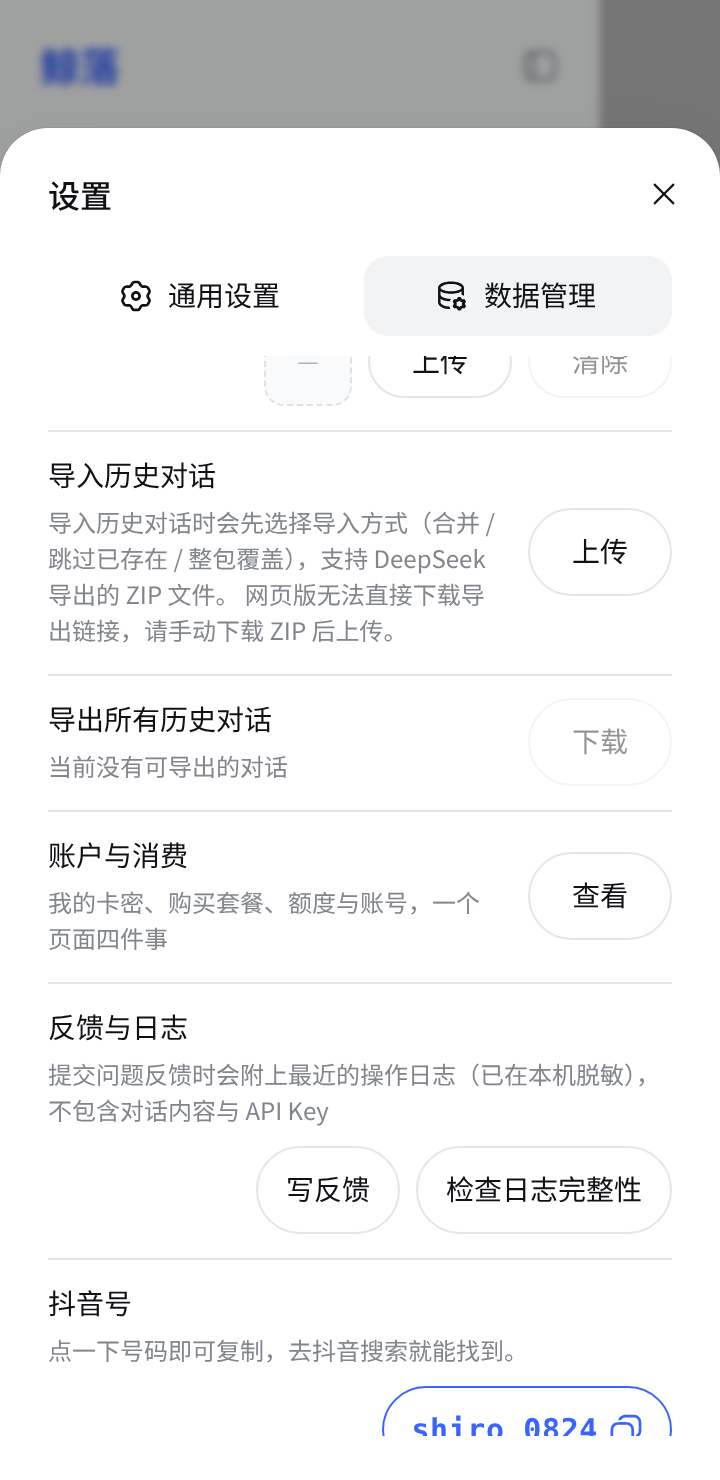 鲸落
设置
通用设置
数据管理
上传
清除
导入历史对话
导入历史对话时会先选择导入方式（合并 /
跳过已存在 / 整包覆盖），支持 DeepSeek
导出的 ZIP 文件。 网页版无法直接下载导
出链接，请手动下载 ZIP 后上传。
上传
导出所有历史对话
当前没有可导出的对话
下载
账户与消费
我的卡密、购买套餐、额度与账号，一个
页面四件事
查看
反馈与日志
提交问题反馈时会附上最近的操作日志（已在本机脱敏），
不包含对话内容与 API Key
写反馈
检查日志完整性
抖音号
点一下号码即可复制，去抖音搜索就能找到。
shiro_0824